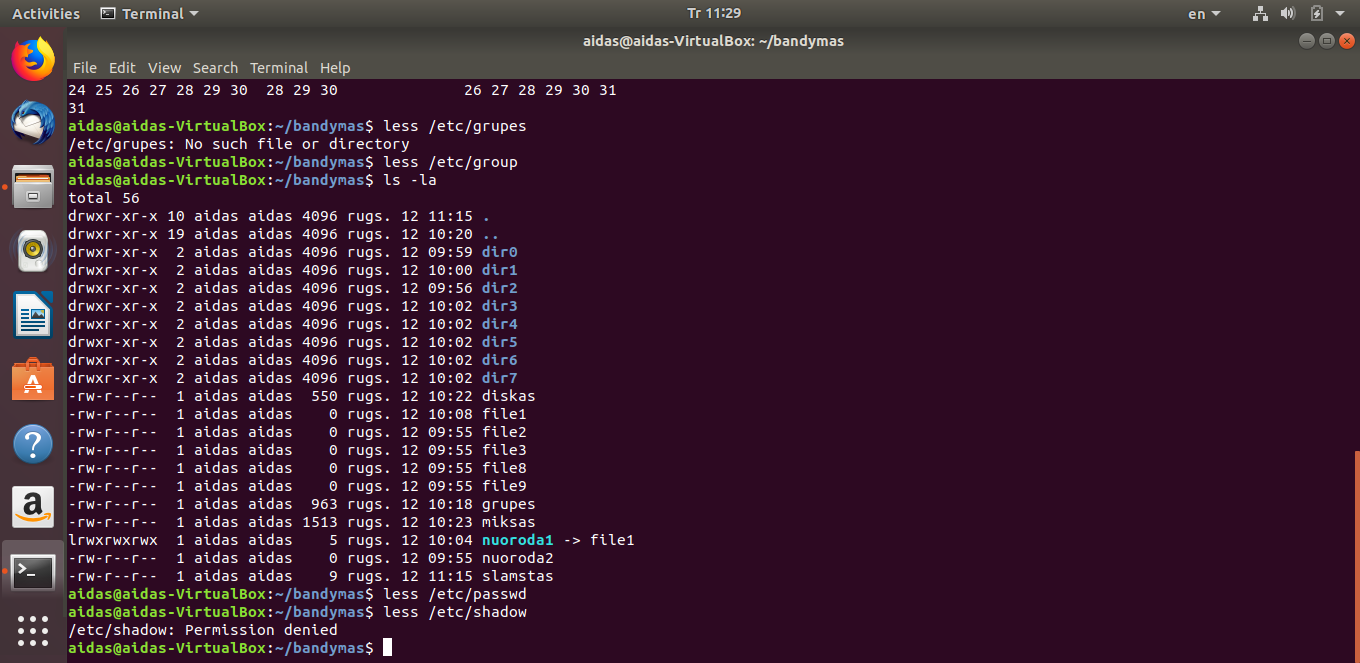 Activities Terminal Tr 11:29 en
aidas@aidas-VirtualBox: ~/bandymas
File Edit View Search Terminal Help
24 25 26 27 28 29 30  28 29 30              26 27 28 29 30 31
31
aidas@aidas-VirtualBox:~/bandymas$ less /etc/grupes
/etc/grupes: No such file or directory
aidas@aidas-VirtualBox:~/bandymas$ less /etc/group
aidas@aidas-VirtualBox:~/bandymas$ ls -la
total 56
drwxr-xr-x 10 aidas aidas 4096 rugs. 12 11:15 .
drwxr-xr-x 19 aidas aidas 4096 rugs. 12 10:20 ..
drwxr-xr-x  2 aidas aidas 4096 rugs. 12 09:59 dir0
drwxr-xr-x  2 aidas aidas 4096 rugs. 12 10:00 dir1
drwxr-xr-x  2 aidas aidas 4096 rugs. 12 09:56 dir2
drwxr-xr-x  2 aidas aidas 4096 rugs. 12 10:02 dir3
drwxr-xr-x  2 aidas aidas 4096 rugs. 12 10:02 dir4
drwxr-xr-x  2 aidas aidas 4096 rugs. 12 10:02 dir5
drwxr-xr-x  2 aidas aidas 4096 rugs. 12 10:02 dir6
drwxr-xr-x  2 aidas aidas 4096 rugs. 12 10:02 dir7
-rw-r--r--  1 aidas aidas  550 rugs. 12 10:22 diskas
-rw-r--r--  1 aidas aidas    0 rugs. 12 10:08 file1
-rw-r--r--  1 aidas aidas    0 rugs. 12 09:55 file2
-rw-r--r--  1 aidas aidas    0 rugs. 12 09:55 file3
-rw-r--r--  1 aidas aidas    0 rugs. 12 09:55 file8
-rw-r--r--  1 aidas aidas    0 rugs. 12 09:55 file9
-rw-r--r--  1 aidas aidas  963 rugs. 12 10:18 grupes
-rw-r--r--  1 aidas aidas 1513 rugs. 12 10:23 miksas
lrwxrwxrwx  1 aidas aidas    5 rugs. 12 10:04 nuoroda1 -> file1
-rw-r--r--  1 aidas aidas    0 rugs. 12 09:55 nuoroda2
-rw-r--r--  1 aidas aidas    9 rugs. 12 11:15 slamstas
aidas@aidas-VirtualBox:~/bandymas$ less /etc/passwd
aidas@aidas-VirtualBox:~/bandymas$ less /etc/shadow
/etc/shadow: Permission denied
aidas@aidas-VirtualBox:~/bandymas$